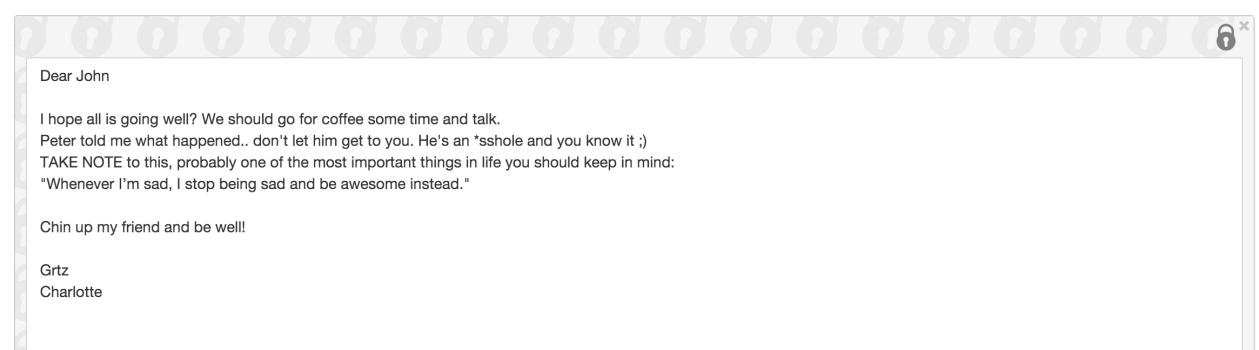 Dear John
I hope all is going well? We should go for coffee some time and talk.
Peter told me what happened.. don't let him get to you. He's an *sshole and you know it ;)
TAKE NOTE to this, probably one of the most important things in life you should keep in mind:
"Whenever I’m sad, I stop being sad and be awesome instead."
Chin up my friend and be well!
Grtz
Charlotte